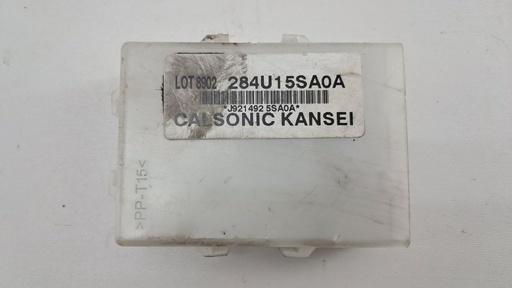 LOT 8902 284U15SA0A
*J921492 5SA0A*
CALSONIC KANSEI
>PP-T15<